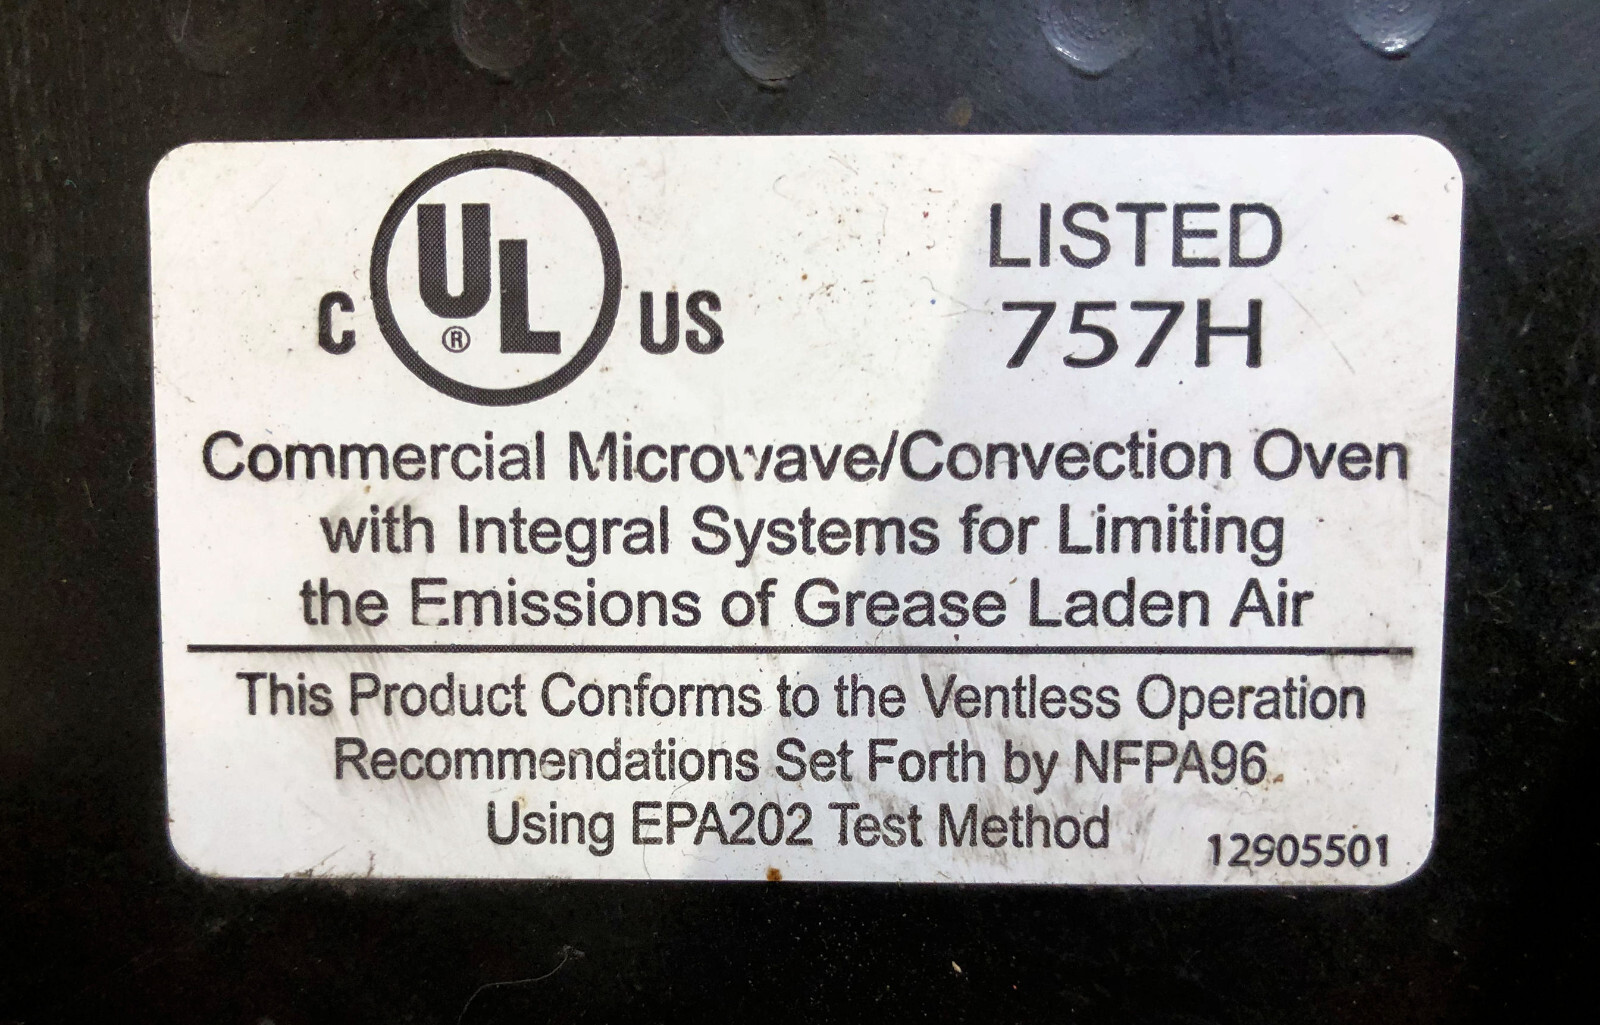 C UL ® US
LISTED
757H
Commercial Microwave/Convection Oven
with Integral Systems for Limiting
the Emissions of Grease Laden Air
This Product Conforms to the Ventless Operation
Recommendations Set Forth by NFPA96
Using EPA202 Test Method
12905501